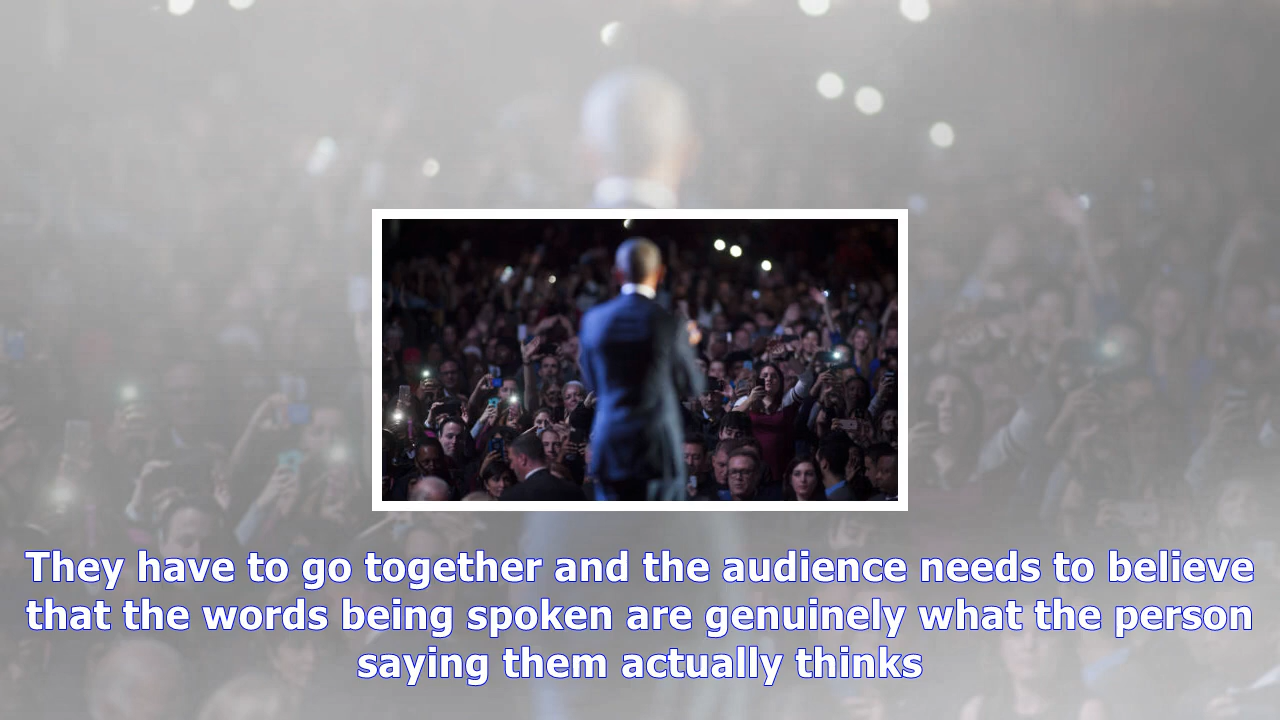 They have to go together and the audience needs to believe
that the words being spoken are genuinely what the person
saying them actually thinks